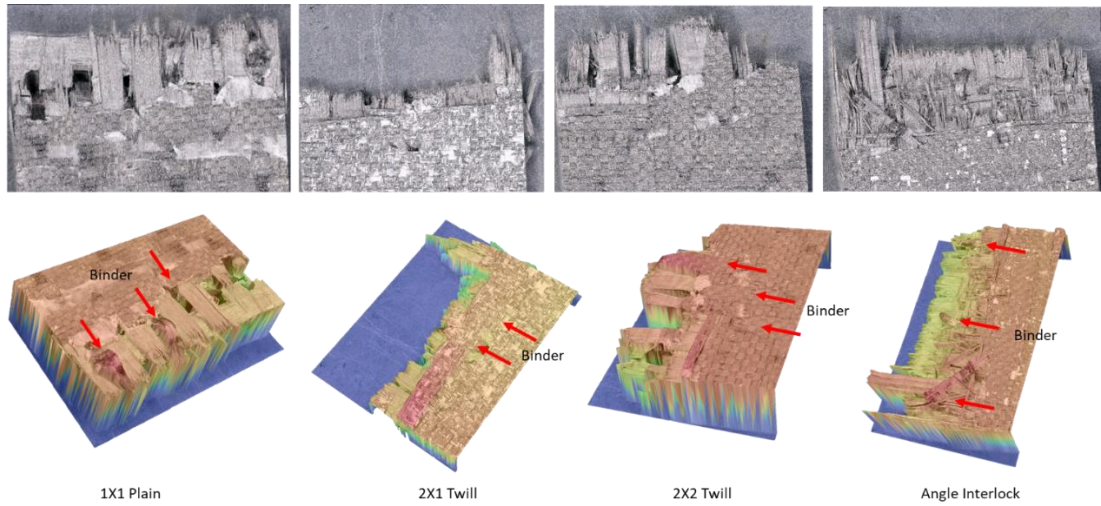 Binder
Binder
Binder
Binder
1X1 Plain
2X1 Twill
2X2 Twill
Angle Interlock